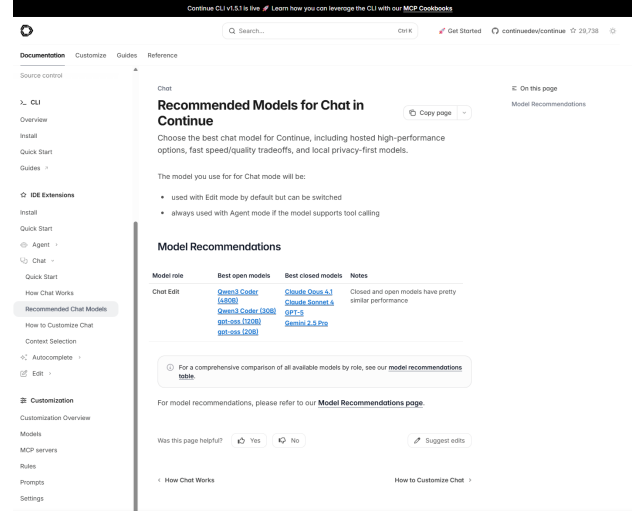 Continue CLI v1.5.1 is live 🚀 Learn how you can leverage the CLI with our MCP Cookbooks
Search...
Ctrl K
Get Started
continuedev/continue ☆ 29,738
Documentation
Customize
Guides
Reference
Source control
>_ CLI
Overview
Install
Quick Start
Guides
IDE Extensions
Install
Quick Start
Agent
Chat
Quick Start
How Chat Works
Recommended Chat Models
How to Customize Chat
Context Selection
Autocomplete
Edit
Customization
Customization Overview
Models
MCP servers
Rules
Prompts
Settings
Chat
Recommended Models for Chat in
Continue
Copy page
Choose the best chat model for Continue, including hosted high-performance
options, fast speed/quality tradeoffs, and local privacy-first models.
The model you use for for Chat mode will be:
• used with Edit mode by default but can be switched
• always used with Agent mode if the model supports tool calling
Model Recommendations
Model role Best open models Best closed models Notes
Chat Edit
Qwen3 Coder
(480B)
Qwen3 Coder (30B)
gpt-oss (120B)
gpt-oss (20B)
Claude Opus 4.1
Claude Sonnet 4
GPT-5
Gemini 2.5 Pro
Closed and open models have pretty
similar performance
For a comprehensive comparison of all available models by role, see our model recommendations
table.
For model recommendations, please refer to our Model Recommendations page.
Was this page helpful?
Yes
No
Suggest edits
‹ How Chat Works
How to Customize Chat ›
On this page
Model Recommendations